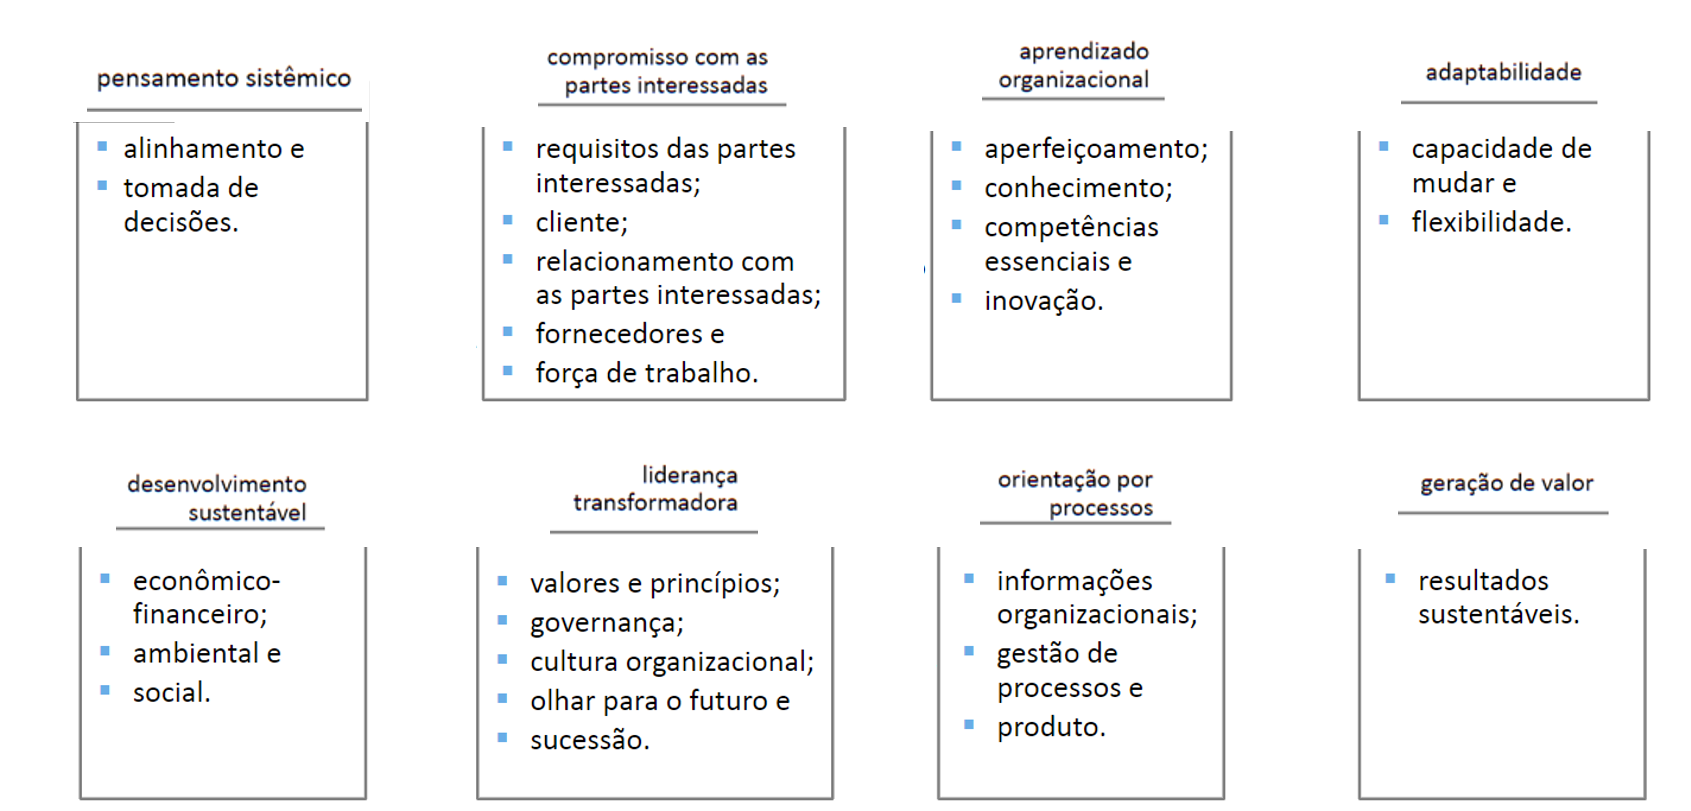 pensamento sistêmico
alinhamento e
tomada de
decisões.
compromisso com as
partes interessadas
requisitos das partes
interessadas;
cliente;
relacionamento com
as partes interessadas;
fornecedores e
força de trabalho.
aprendizado
organizacional
aperfeiçoamento;
conhecimento;
competências
essenciais e
inovação.
adaptabilidade
capacidade de
mudar e
flexibilidade.
desenvolvimento
sustentável
econômico-
financeiro;
ambiental e
social.
liderança
transformadora
valores e princípios;
governança;
cultura organizacional;
olhar para o futuro e
sucessão.
orientação por
processos
informações
organizacionais;
gestão de
processos e
produto.
geração de valor
resultados
sustentáveis.